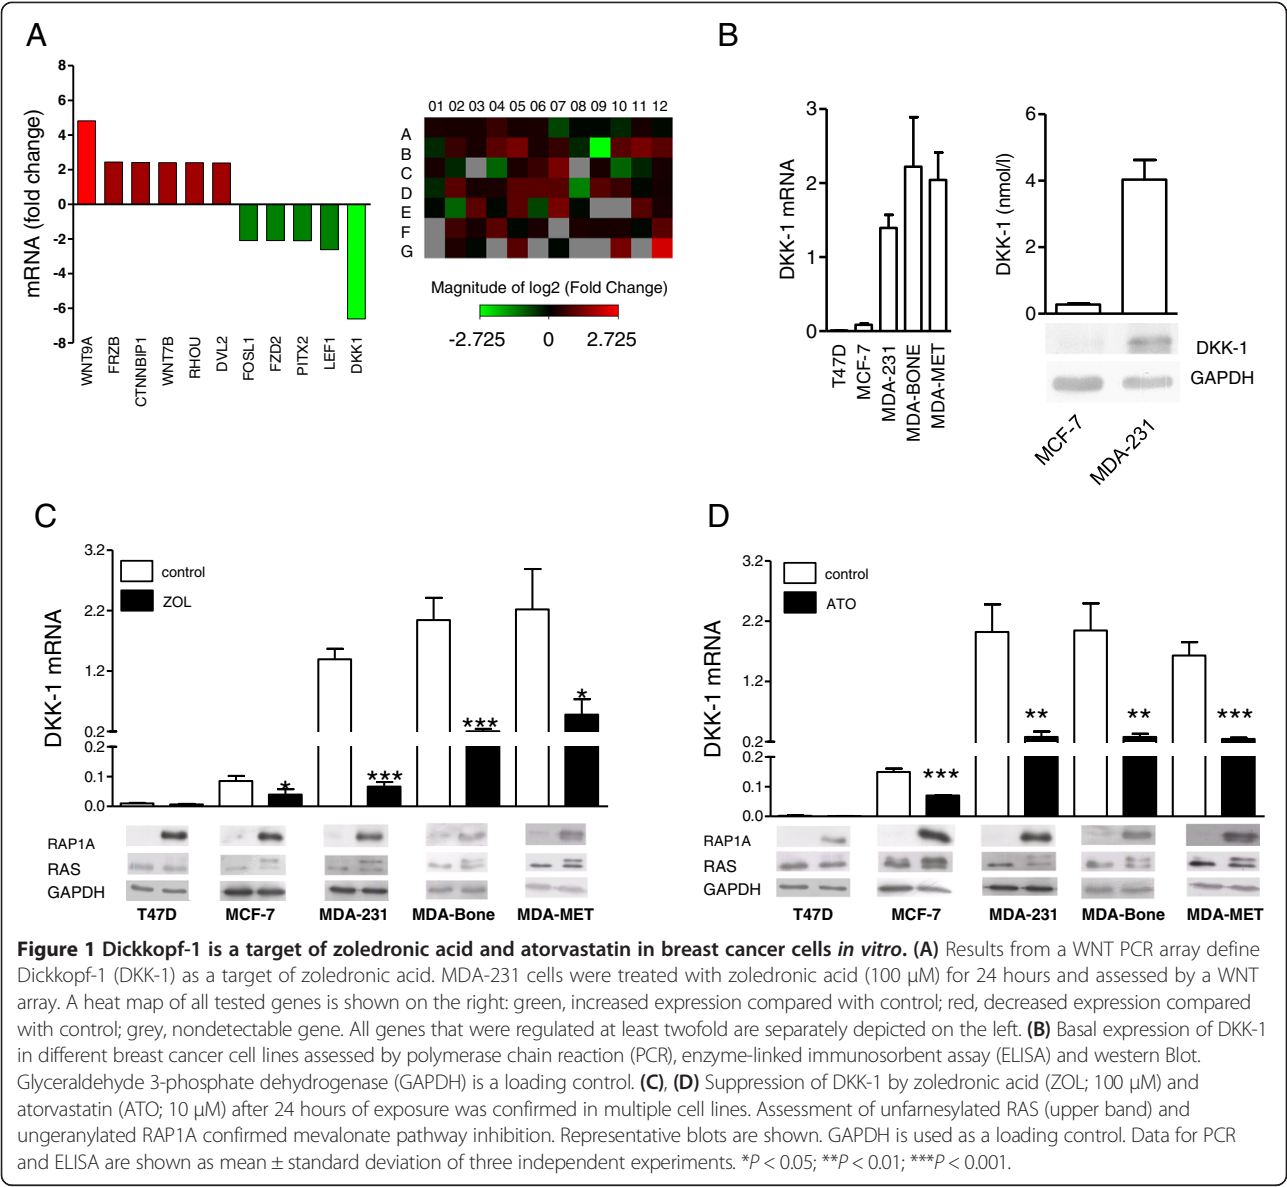 A
8
6
4
2
0
-2
-4
-6
-8
mRNA (fold change)
WNT9A
FRZB
CTNNBIP1
WNT7B
RHOU
DVL2
FOSL1
FZD2
PITX2
LEF1
DKK1
01 02 03 04 05 06 07 08 09 10 11 12
A
B
C
D
E
F
G
Magnitude of log2 (Fold Change)
-2.725 0 2.725
B
3
2
1
0
DKK-1 mRNA
T47D
MCF-7
MDA-231
MDA-BONE
MDA-MET
6
4
2
0
DKK-1 (nmol/l)
DKK-1
GAPDH
MCF-7
MDA-231
C
3.2
2.2
1.2
0.2
0.2
0.1
0.0
DKK-1 mRNA
control
ZOL
*
***
***
*
RAP1A
RAS
GAPDH
T47D MCF-7 MDA-231 MDA-Bone MDA-MET
D
3.2
2.2
1.2
0.2
0.2
0.1
0.0
DKK-1 mRNA
control
ATO
***
**
**
***
RAP1A
RAS
GAPDH
T47D MCF-7 MDA-231 MDA-Bone MDA-MET
Figure 1 Dickkopf-1 is a target of zoledronic acid and atorvastatin in breast cancer cells in vitro. (A) Results from a WNT PCR array define
Dickkopf-1 (DKK-1) as a target of zoledronic acid. MDA-231 cells were treated with zoledronic acid (100 μM) for 24 hours and assessed by a WNT
array. A heat map of all tested genes is shown on the right: green, increased expression compared with control; red, decreased expression compared
with control; grey, nondetectable gene. All genes that were regulated at least twofold are separately depicted on the left. (B) Basal expression of DKK-1
in different breast cancer cell lines assessed by polymerase chain reaction (PCR), enzyme-linked immunosorbent assay (ELISA) and western Blot.
Glyceraldehyde 3-phosphate dehydrogenase (GAPDH) is a loading control. (C), (D) Suppression of DKK-1 by zoledronic acid (ZOL; 100 μM) and
atorvastatin (ATO; 10 μM) after 24 hours of exposure was confirmed in multiple cell lines. Assessment of unfarnesylated RAS (upper band) and
ungeranylated RAP1A confirmed mevalonate pathway inhibition. Representative blots are shown. GAPDH is used as a loading control. Data for PCR
and ELISA are shown as mean ± standard deviation of three independent experiments. *P < 0.05; **P < 0.01; ***P < 0.001.